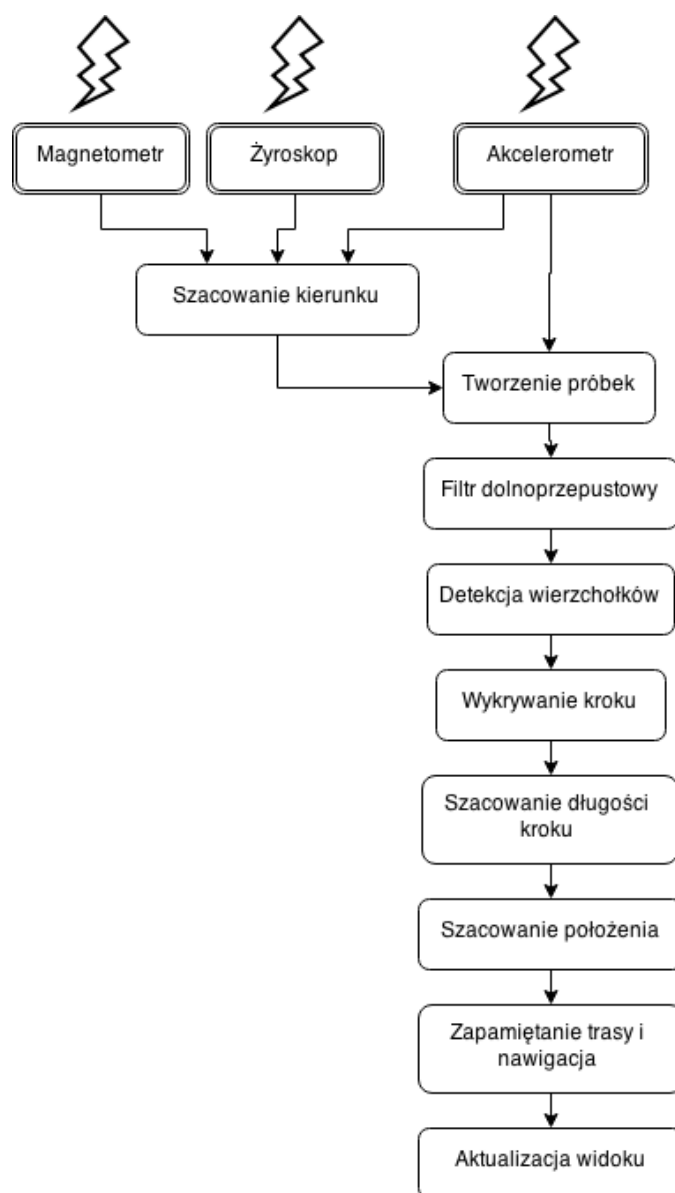 Magnetometr
Żyroskop
Akcelerometr
Szacowanie kierunku
Tworzenie próbek
Filtr dolnoprzepustowy
Detekcja wierzchołków
Wykrywanie kroku
Szacowanie długości
kroku
Szacowanie położenia
Zapamiętanie trasy i
nawigacja
Aktualizacja widoku